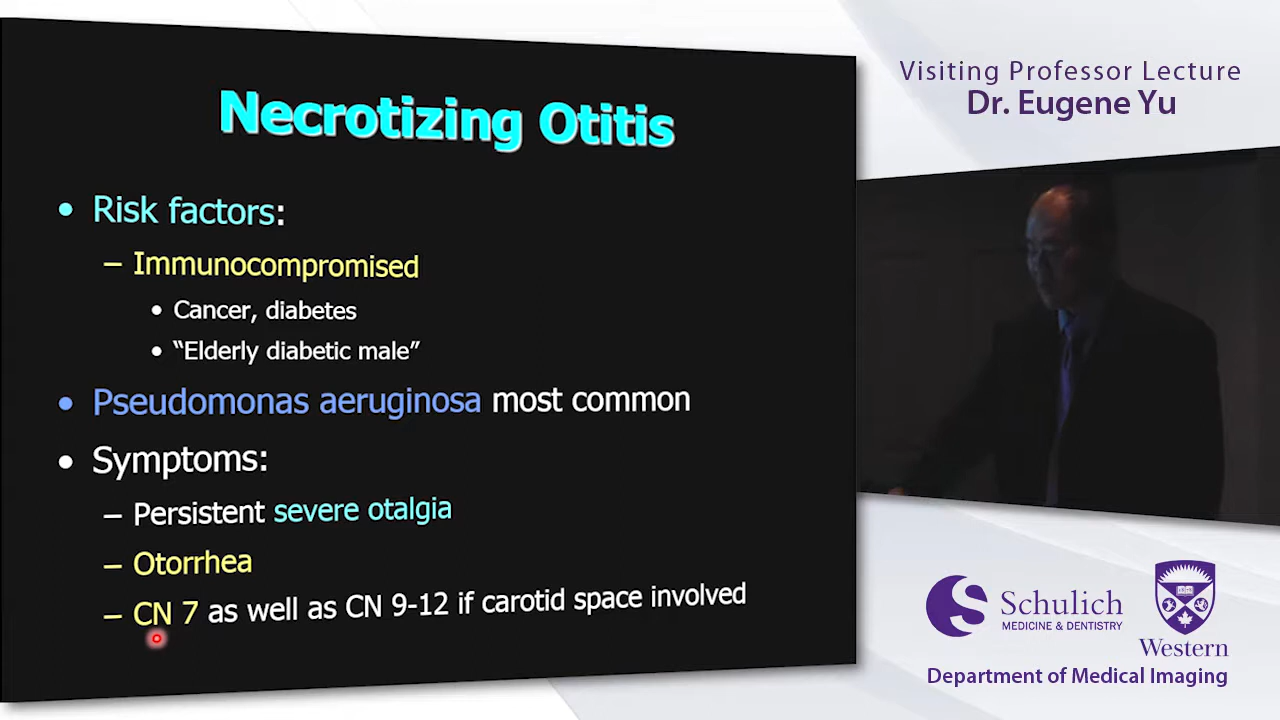 Necrotizing Otitis
• Risk factors:
– Immunocompromised
• Cancer, diabetes
• “Elderly diabetic male”
• Pseudomonas aeruginosa most common
• Symptoms:
– Persistent severe otalgia
– Otorrhea
– CN 7 as well as CN 9-12 if carotid space involved
Visiting Professor Lecture
Dr. Eugene Yu
Schulich
MEDICINE & DENTISTRY
Western
Department of Medical Imaging